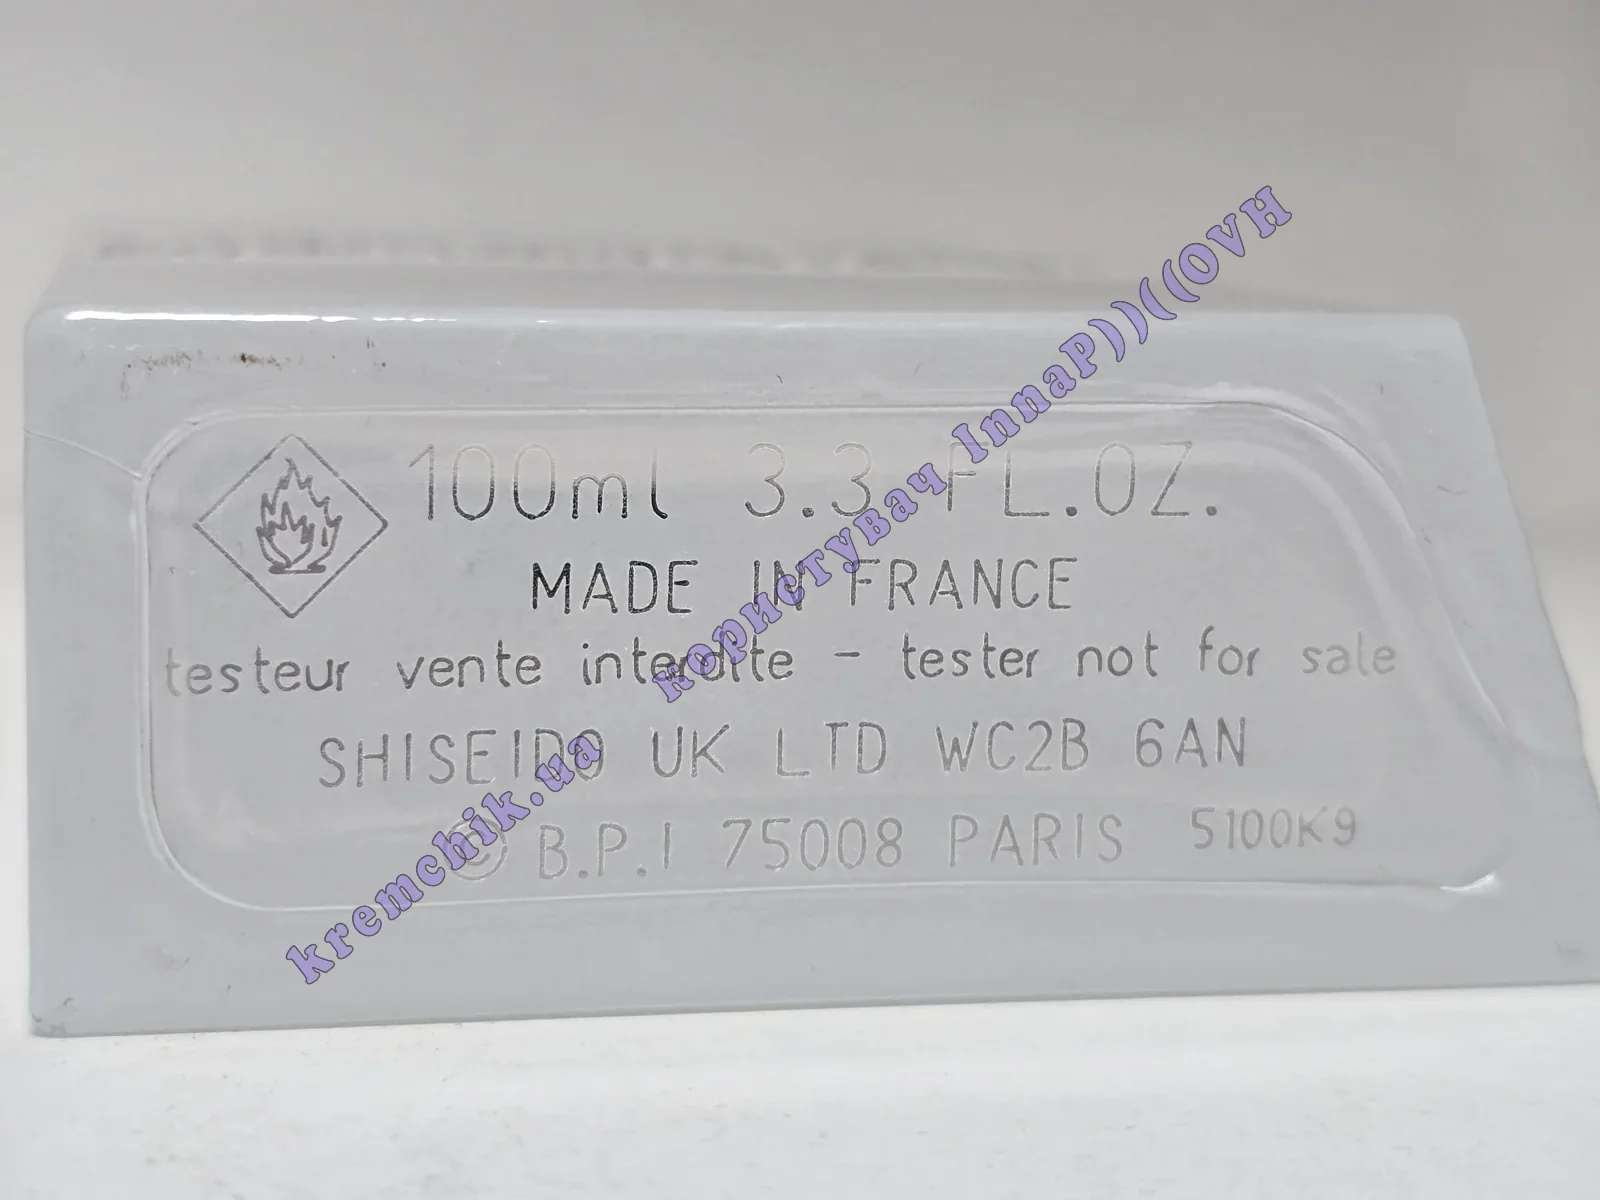 100ml 3.3 FL.OZ.
MADE IN FRANCE
testeur vente interdite - tester not for sale
SHISEIDO UK LTD WC2B 6AN
© B.P.I 75008 PARIS 5100K9
kremchik.ua користуВач InnaP))((OVH